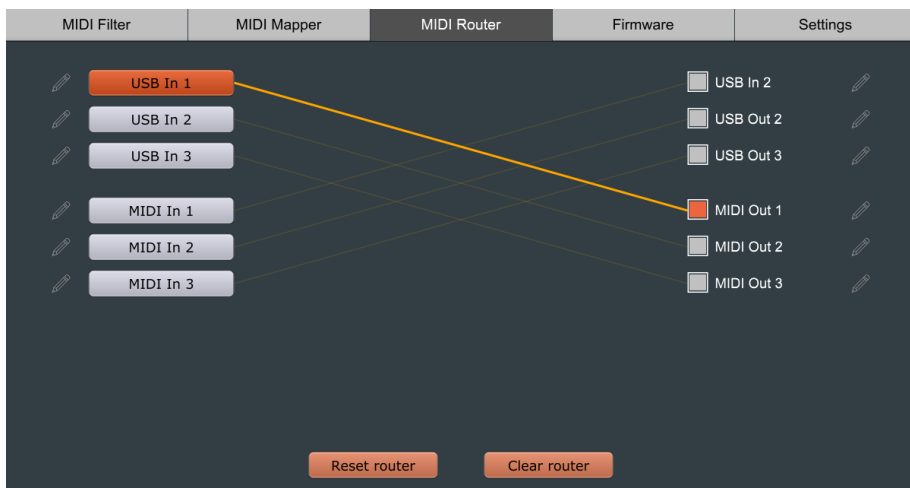 MIDI Filter MIDI Mapper MIDI Router Firmware Settings
USB In 1 USB In 2
USB In 2 USB Out 2
USB In 3 USB Out 3
MIDI In 1 MIDI Out 1
MIDI In 2 MIDI Out 2
MIDI In 3 MIDI Out 3
Reset router Clear router